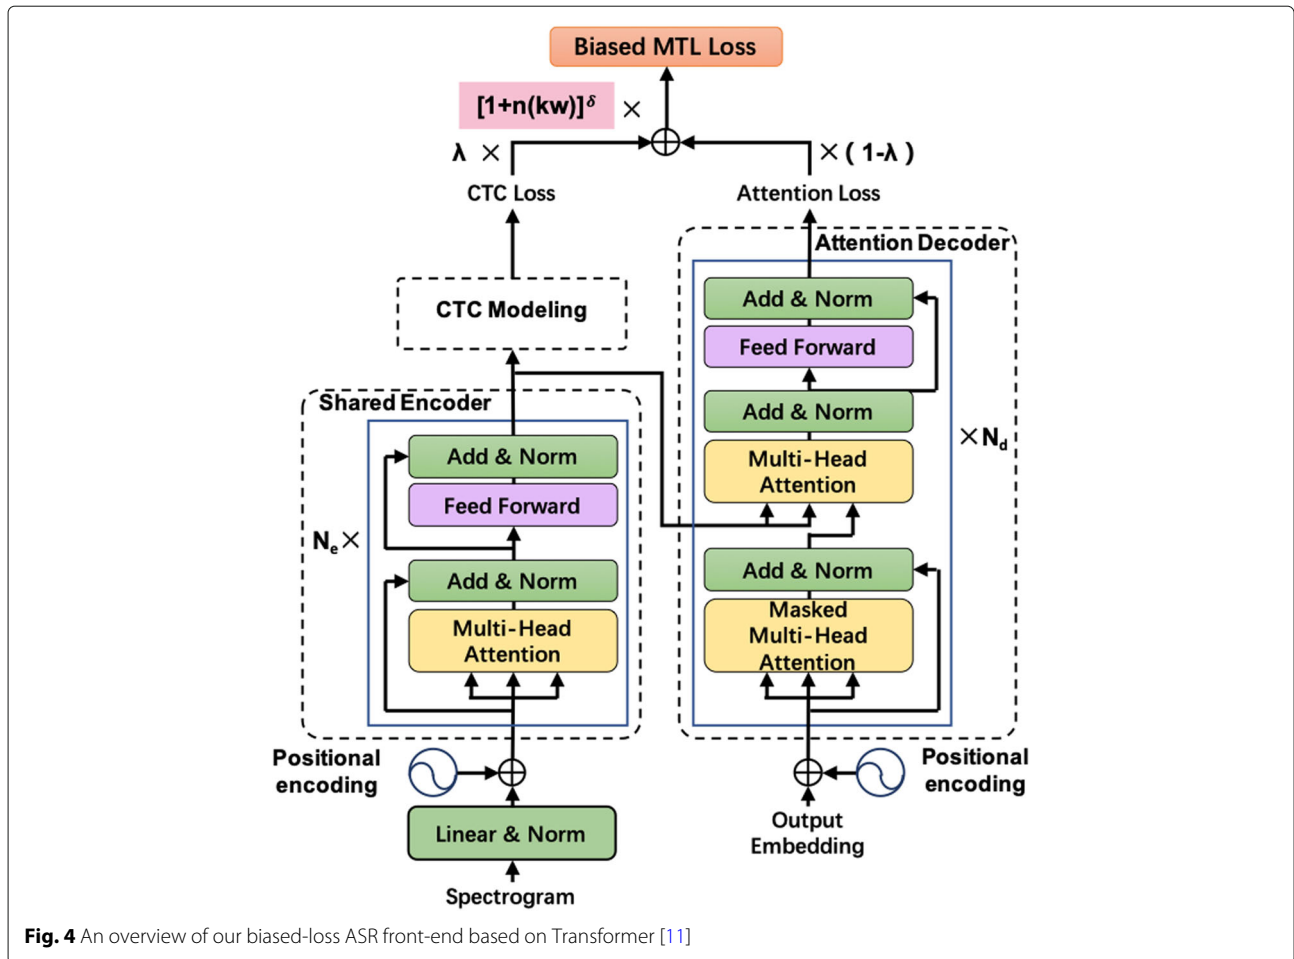 Biased MTL Loss
[1+n(kw)]^δ ×
λ ×
× ( 1-λ )
CTC Loss
Attention Loss
Attention Decoder
Add & Norm
Feed Forward
Add & Norm
Multi-Head
Attention
× N_d
Add & Norm
Masked
Multi-Head
Attention
CTC Modeling
Shared Encoder
Add & Norm
Feed Forward
N_e ×
Add & Norm
Multi-Head
Attention
Positional
encoding
Positional
encoding
Linear & Norm
Output
Embedding
Spectrogram
Fig. 4 An overview of our biased-loss ASR front-end based on Transformer [11]